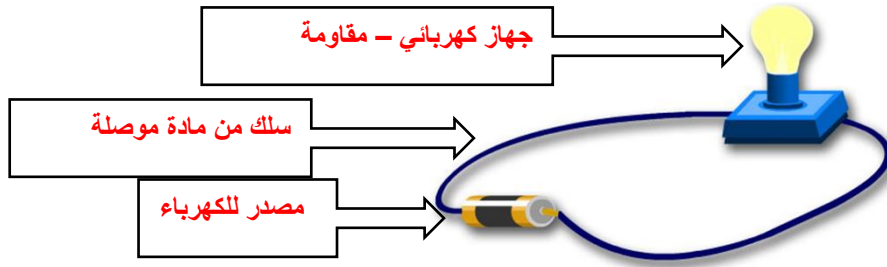 جهاز كهربائي – مقاومة
سلك من مادة موصلة
مصدر للكهرباء